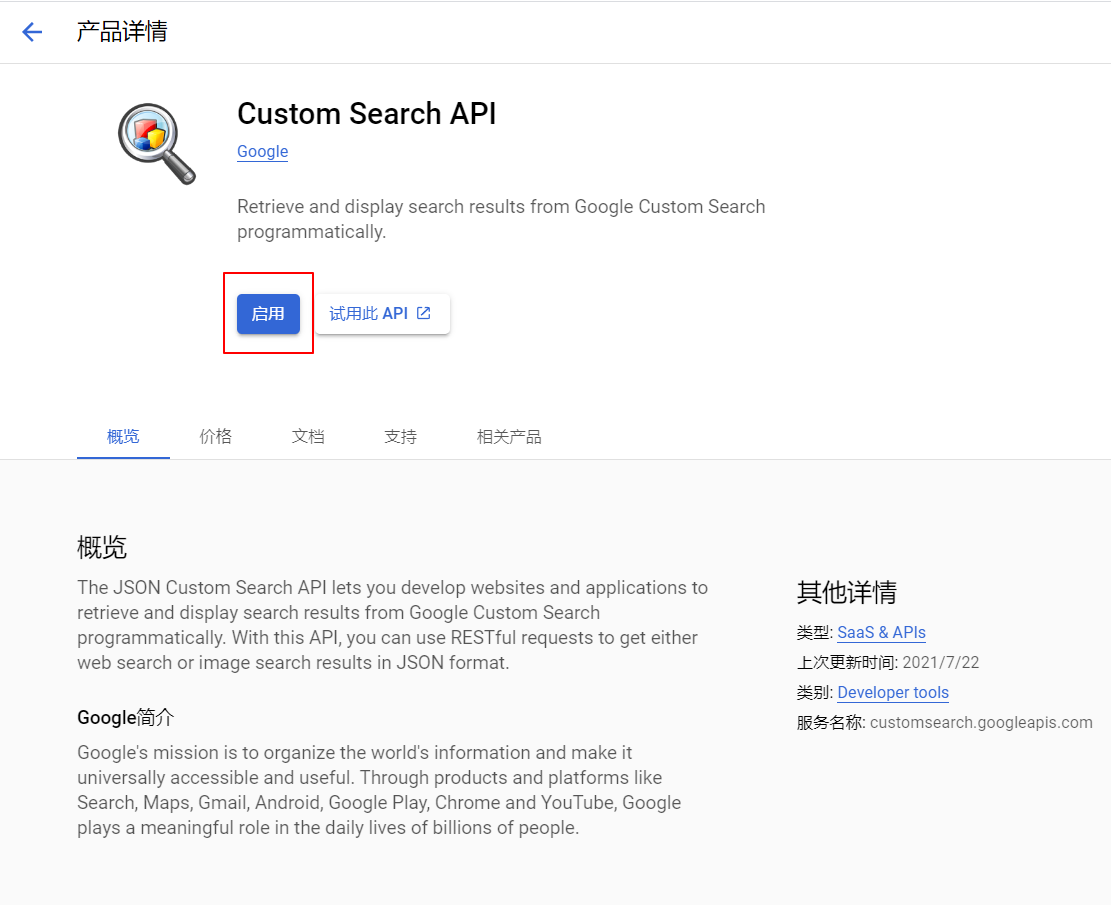 产品详情
Custom Search API
Google
Retrieve and display search results from Google Custom Search
programmatically.
启用
试用此 API
概览
价格
文档
支持
相关产品
概览
The JSON Custom Search API lets you develop websites and applications to
retrieve and display search results from Google Custom Search
programmatically. With this API, you can use RESTful requests to get either
web search or image search results in JSON format.
Google简介
Google's mission is to organize the world's information and make it
universally accessible and useful. Through products and platforms like
Search, Maps, Gmail, Android, Google Play, Chrome and YouTube, Google
plays a meaningful role in the daily lives of billions of people.
其他详情
类型: SaaS & APIs
上次更新时间: 2021/7/22
类别: Developer tools
服务名称: customsearch.googleapis.com